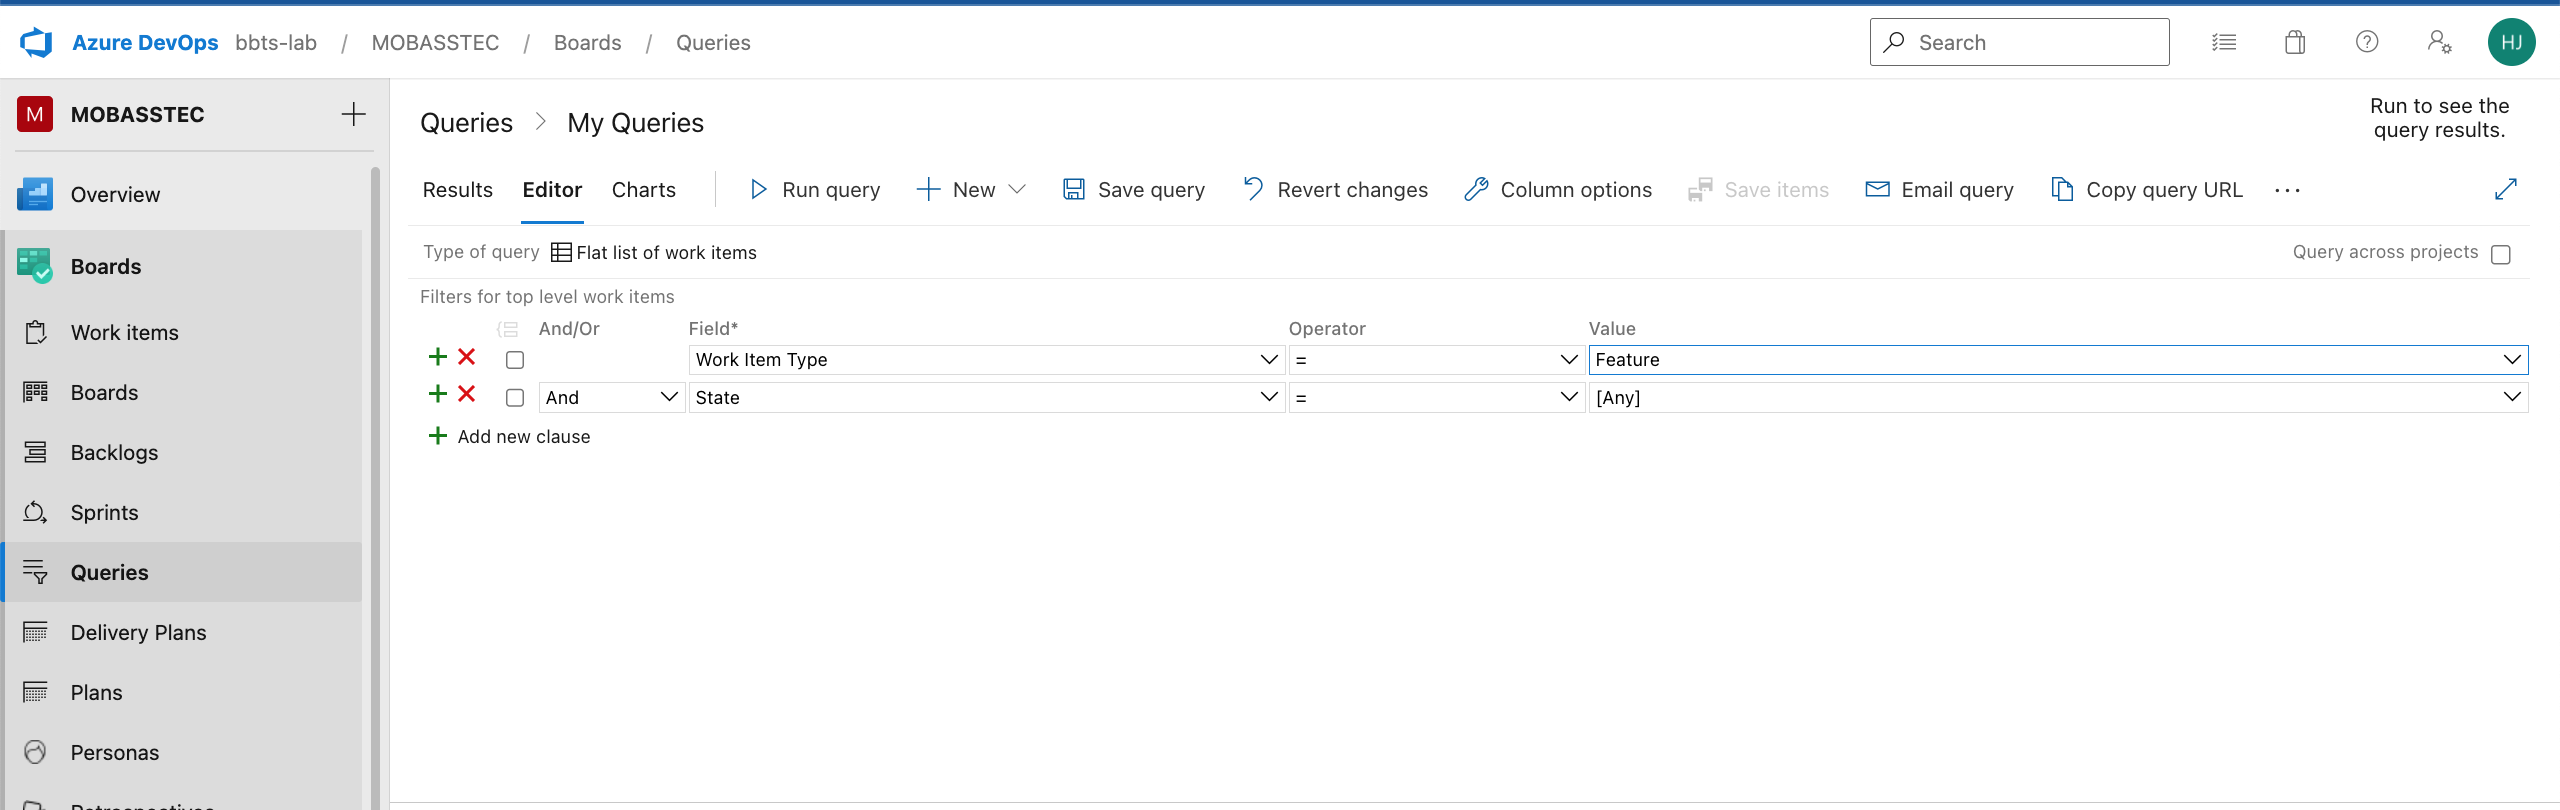 Azure DevOps bbts-lab / MOBASSTEC / Boards / Queries
Search
HJ
M MOBASSTEC
Overview
Boards
Work items
Boards
Backlogs
Sprints
Queries
Delivery Plans
Plans
Personas
Queries > My Queries
Run to see the
query results.
Results Editor Charts Run query New Save query Revert changes Column options Save items Email query Copy query URL ...
Type of query Flat list of work items Query across projects
Filters for top level work items
And/Or Field* Operator Value
Work Item Type = Feature
And State = [Any]
Add new clause